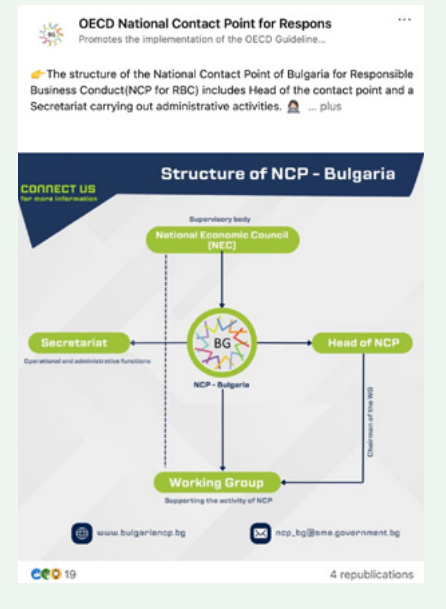 OECD National Contact Point for Respons
...
Promotes the implementation of the OECD Guideline...
👉The structure of the National Contact Point of Bulgaria for Responsible
Business Conduct(NCP for RBC) includes Head of the contact point and a
Secretariat carrying out administrative activities. 👩🏻‍💼 ... plus
Structure of NCP - Bulgaria
CONNECT US
for more information
Supervisory body
National Economic Council
(NEC)
Secretariat
Operational and administrative functions
BG
NCP - Bulgaria
Head of NCP
Chairman of the WG
Working Group
Supporting the activity of NCP
www.bulgariancp.bg
ncp_bg@sme.government.bg
19
4 republications